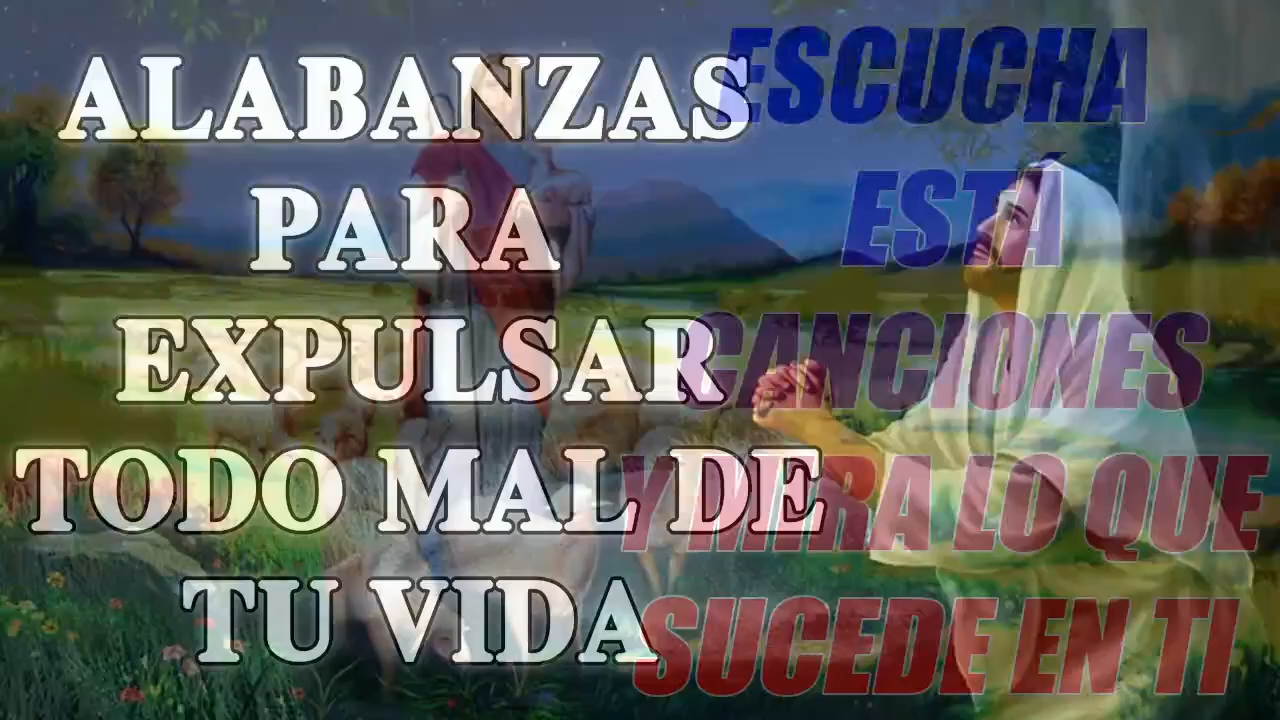 ALABANZAS
PARA
EXPULSAR
TODO MAL DE
TU VIDA
ESCUCHA
ESTÁ
CANCIONES
Y MIRA LO QUE
SUCEDE EN TI